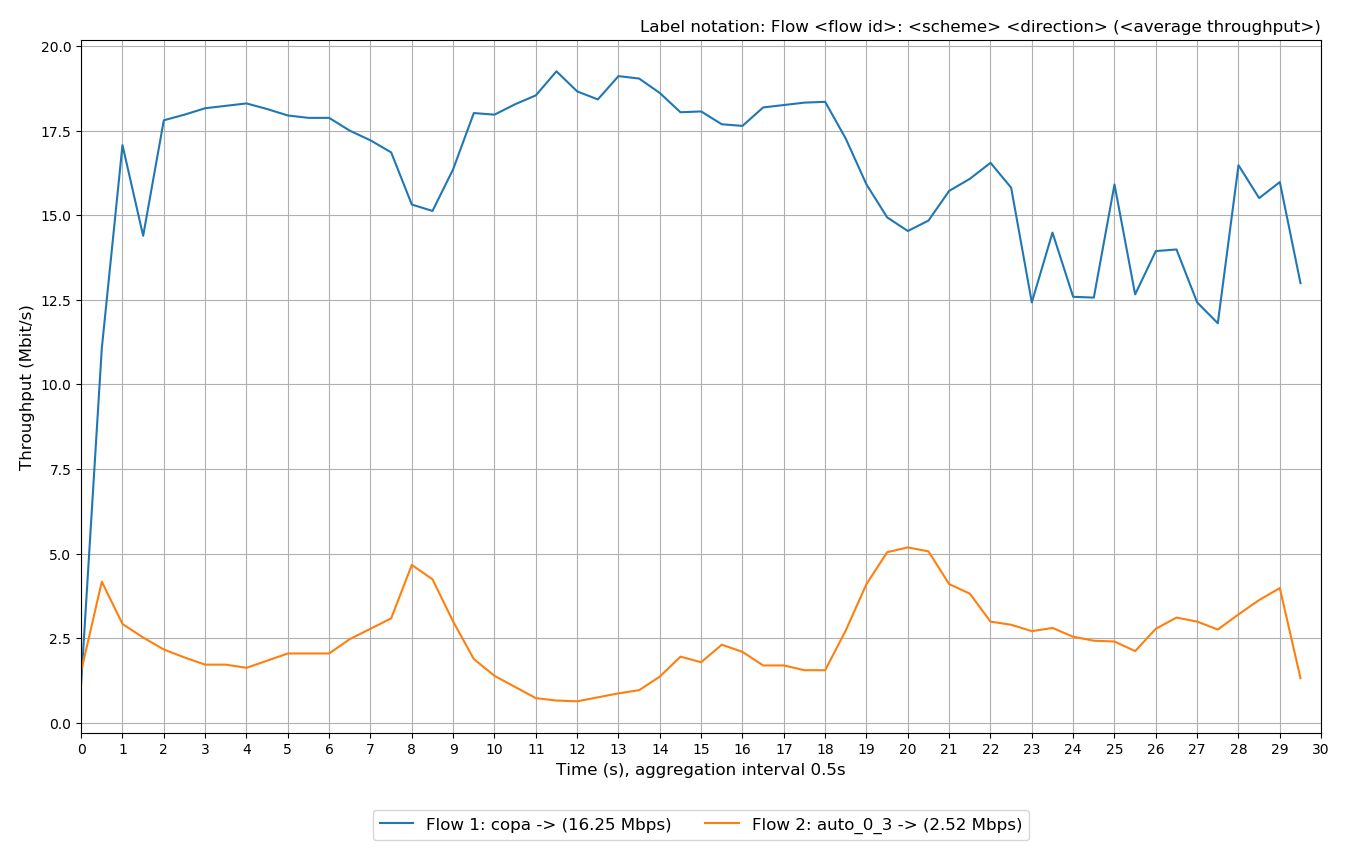 Label notation: Flow <flow id>: <scheme> <direction> (<average throughput>)
20.0
17.5
15.0
12.5
10.0
7.5
5.0
2.5
0.0
Throughput (Mbit/s)
0 1 2 3 4 5 6 7 8 9 10 11 12 13 14 15 16 17 18 19 20 21 22 23 24 25 26 27 28 29 30
Time (s), aggregation interval 0.5s
Flow 1: copa -> (16.25 Mbps) Flow 2: auto_0_3 -> (2.52 Mbps)